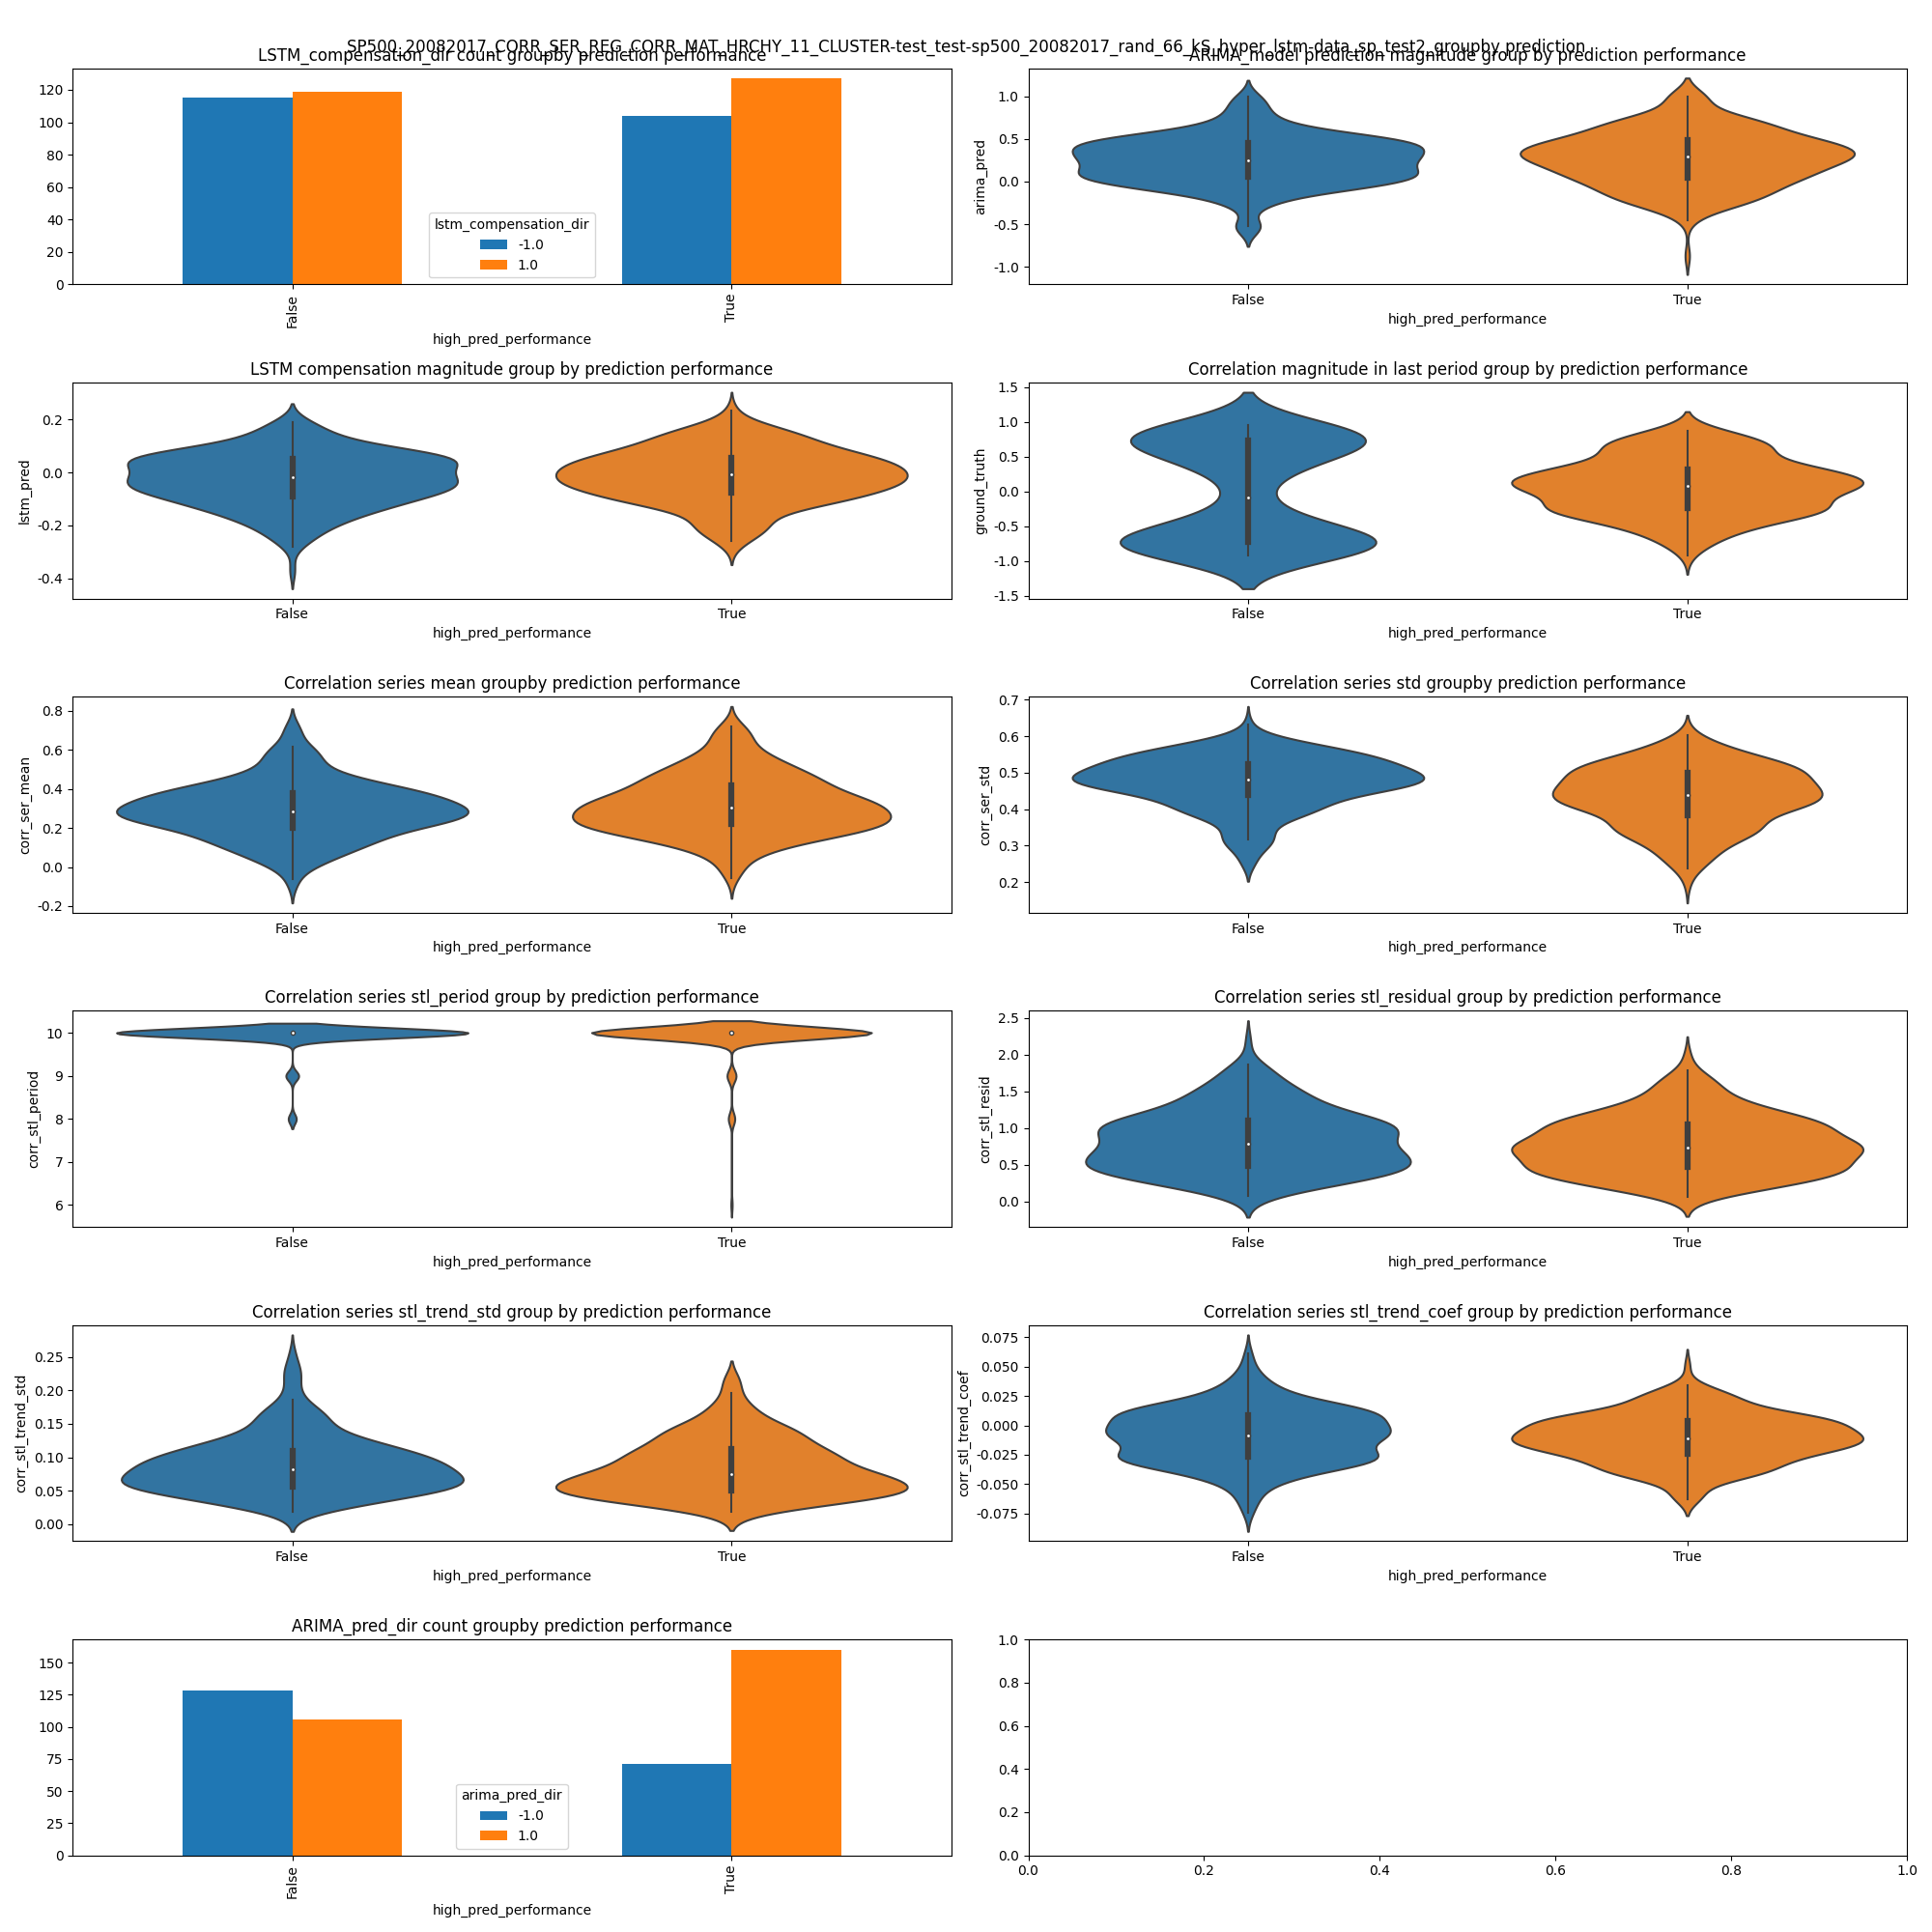 SP500_20082017_CORR_SER_REG_CORR_MAT_HRCHY_11_CLUSTER-test_test-sp500_20082017_rand_66_kS_hyper_lstm-data_sp_test2_groupby prediction
LSTM_compensation_dir count groupby prediction performance
120
100
80
60
40
20
0
lstm_compensation_dir
-1.0
1.0
False
True
high_pred_performance
ARIMA_model prediction magnitude group by prediction performance
arima_pred
1.0
0.5
0.0
-0.5
-1.0
False
True
high_pred_performance
LSTM compensation magnitude group by prediction performance
lstm_pred
0.2
0.0
-0.2
-0.4
False
True
high_pred_performance
Correlation magnitude in last period group by prediction performance
ground_truth
1.5
1.0
0.5
0.0
-0.5
-1.0
-1.5
False
True
high_pred_performance
Correlation series mean groupby prediction performance
corr_ser_mean
0.8
0.6
0.4
0.2
0.0
-0.2
False
True
high_pred_performance
Correlation series std groupby prediction performance
corr_ser_std
0.7
0.6
0.5
0.4
0.3
0.2
False
True
high_pred_performance
Correlation series stl_period group by prediction performance
corr_stl_period
10
9
8
7
6
False
True
high_pred_performance
Correlation series stl_residual group by prediction performance
corr_stl_resid
2.5
2.0
1.5
1.0
0.5
0.0
False
True
high_pred_performance
Correlation series stl_trend_std group by prediction performance
corr_stl_trend_std
0.25
0.20
0.15
0.10
0.05
0.00
False
True
high_pred_performance
Correlation series stl_trend_coef group by prediction performance
corr_stl_trend_coef
0.075
0.050
0.025
0.000
-0.025
-0.050
-0.075
False
True
high_pred_performance
ARIMA_pred_dir count groupby prediction performance
150
125
100
75
50
25
0
arima_pred_dir
-1.0
1.0
False
True
high_pred_performance
1.0
0.8
0.6
0.4
0.2
0.0
0.0
0.2
0.4
0.6
0.8
1.0